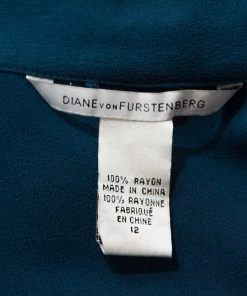 DIANE VON FURSTENBERG
100% RAYON
MADE IN CHINA
100% RAYONNE
FABRIQUÉ
EN CHINE
12